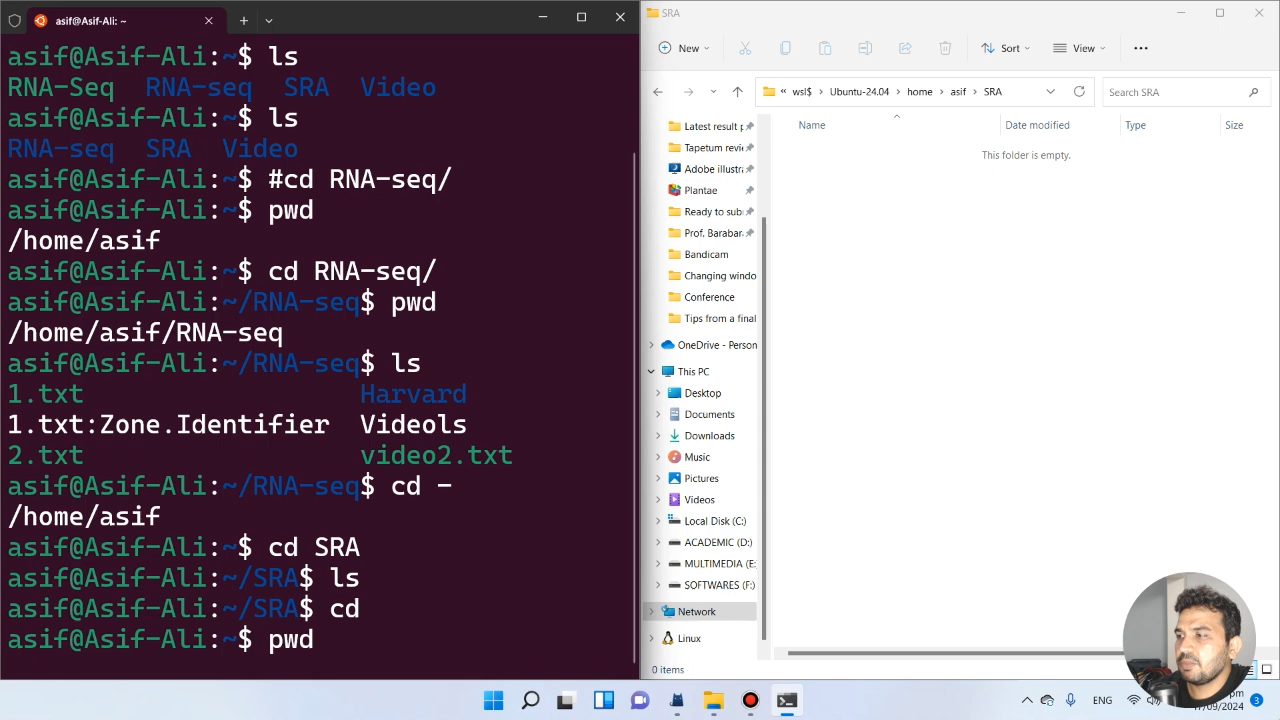 asif@Asif-Ali: ~
asif@Asif-Ali:~$ ls
RNA-Seq RNA-seq SRA Video
asif@Asif-Ali:~$ ls
RNA-seq SRA Video
asif@Asif-Ali:~$ #cd RNA-seq/
asif@Asif-Ali:~$ pwd
/home/asif
asif@Asif-Ali:~$ cd RNA-seq/
asif@Asif-Ali:~/RNA-seq$ pwd
/home/asif/RNA-seq
asif@Asif-Ali:~/RNA-seq$ ls
1.txt Harvard
1.txt:Zone.Identifier Videols
2.txt video2.txt
asif@Asif-Ali:~/RNA-seq$ cd -
/home/asif
asif@Asif-Ali:~$ cd SRA
asif@Asif-Ali:~/SRA$ ls
asif@Asif-Ali:~/SRA$ cd
asif@Asif-Ali:~$ pwd
SRA
New Sort View
wsl$ Ubuntu-24.04 home asif SRA
Search SRA
Name Date modified Type Size
This folder is empty.
Latest result p
Tapetum revi
Adobe illustra
Plantae
Ready to sub
Prof. Barabar
Bandicam
Changing windo
Conference
Tips from a final
OneDrive - Person
This PC
Desktop
Documents
Downloads
Music
Pictures
Videos
Local Disk (C:)
ACADEMIC (D:)
MULTIMEDIA (E:
SOFTWARES (F:)
Network
Linux
0 items
ENG
pm
/09/2024
3